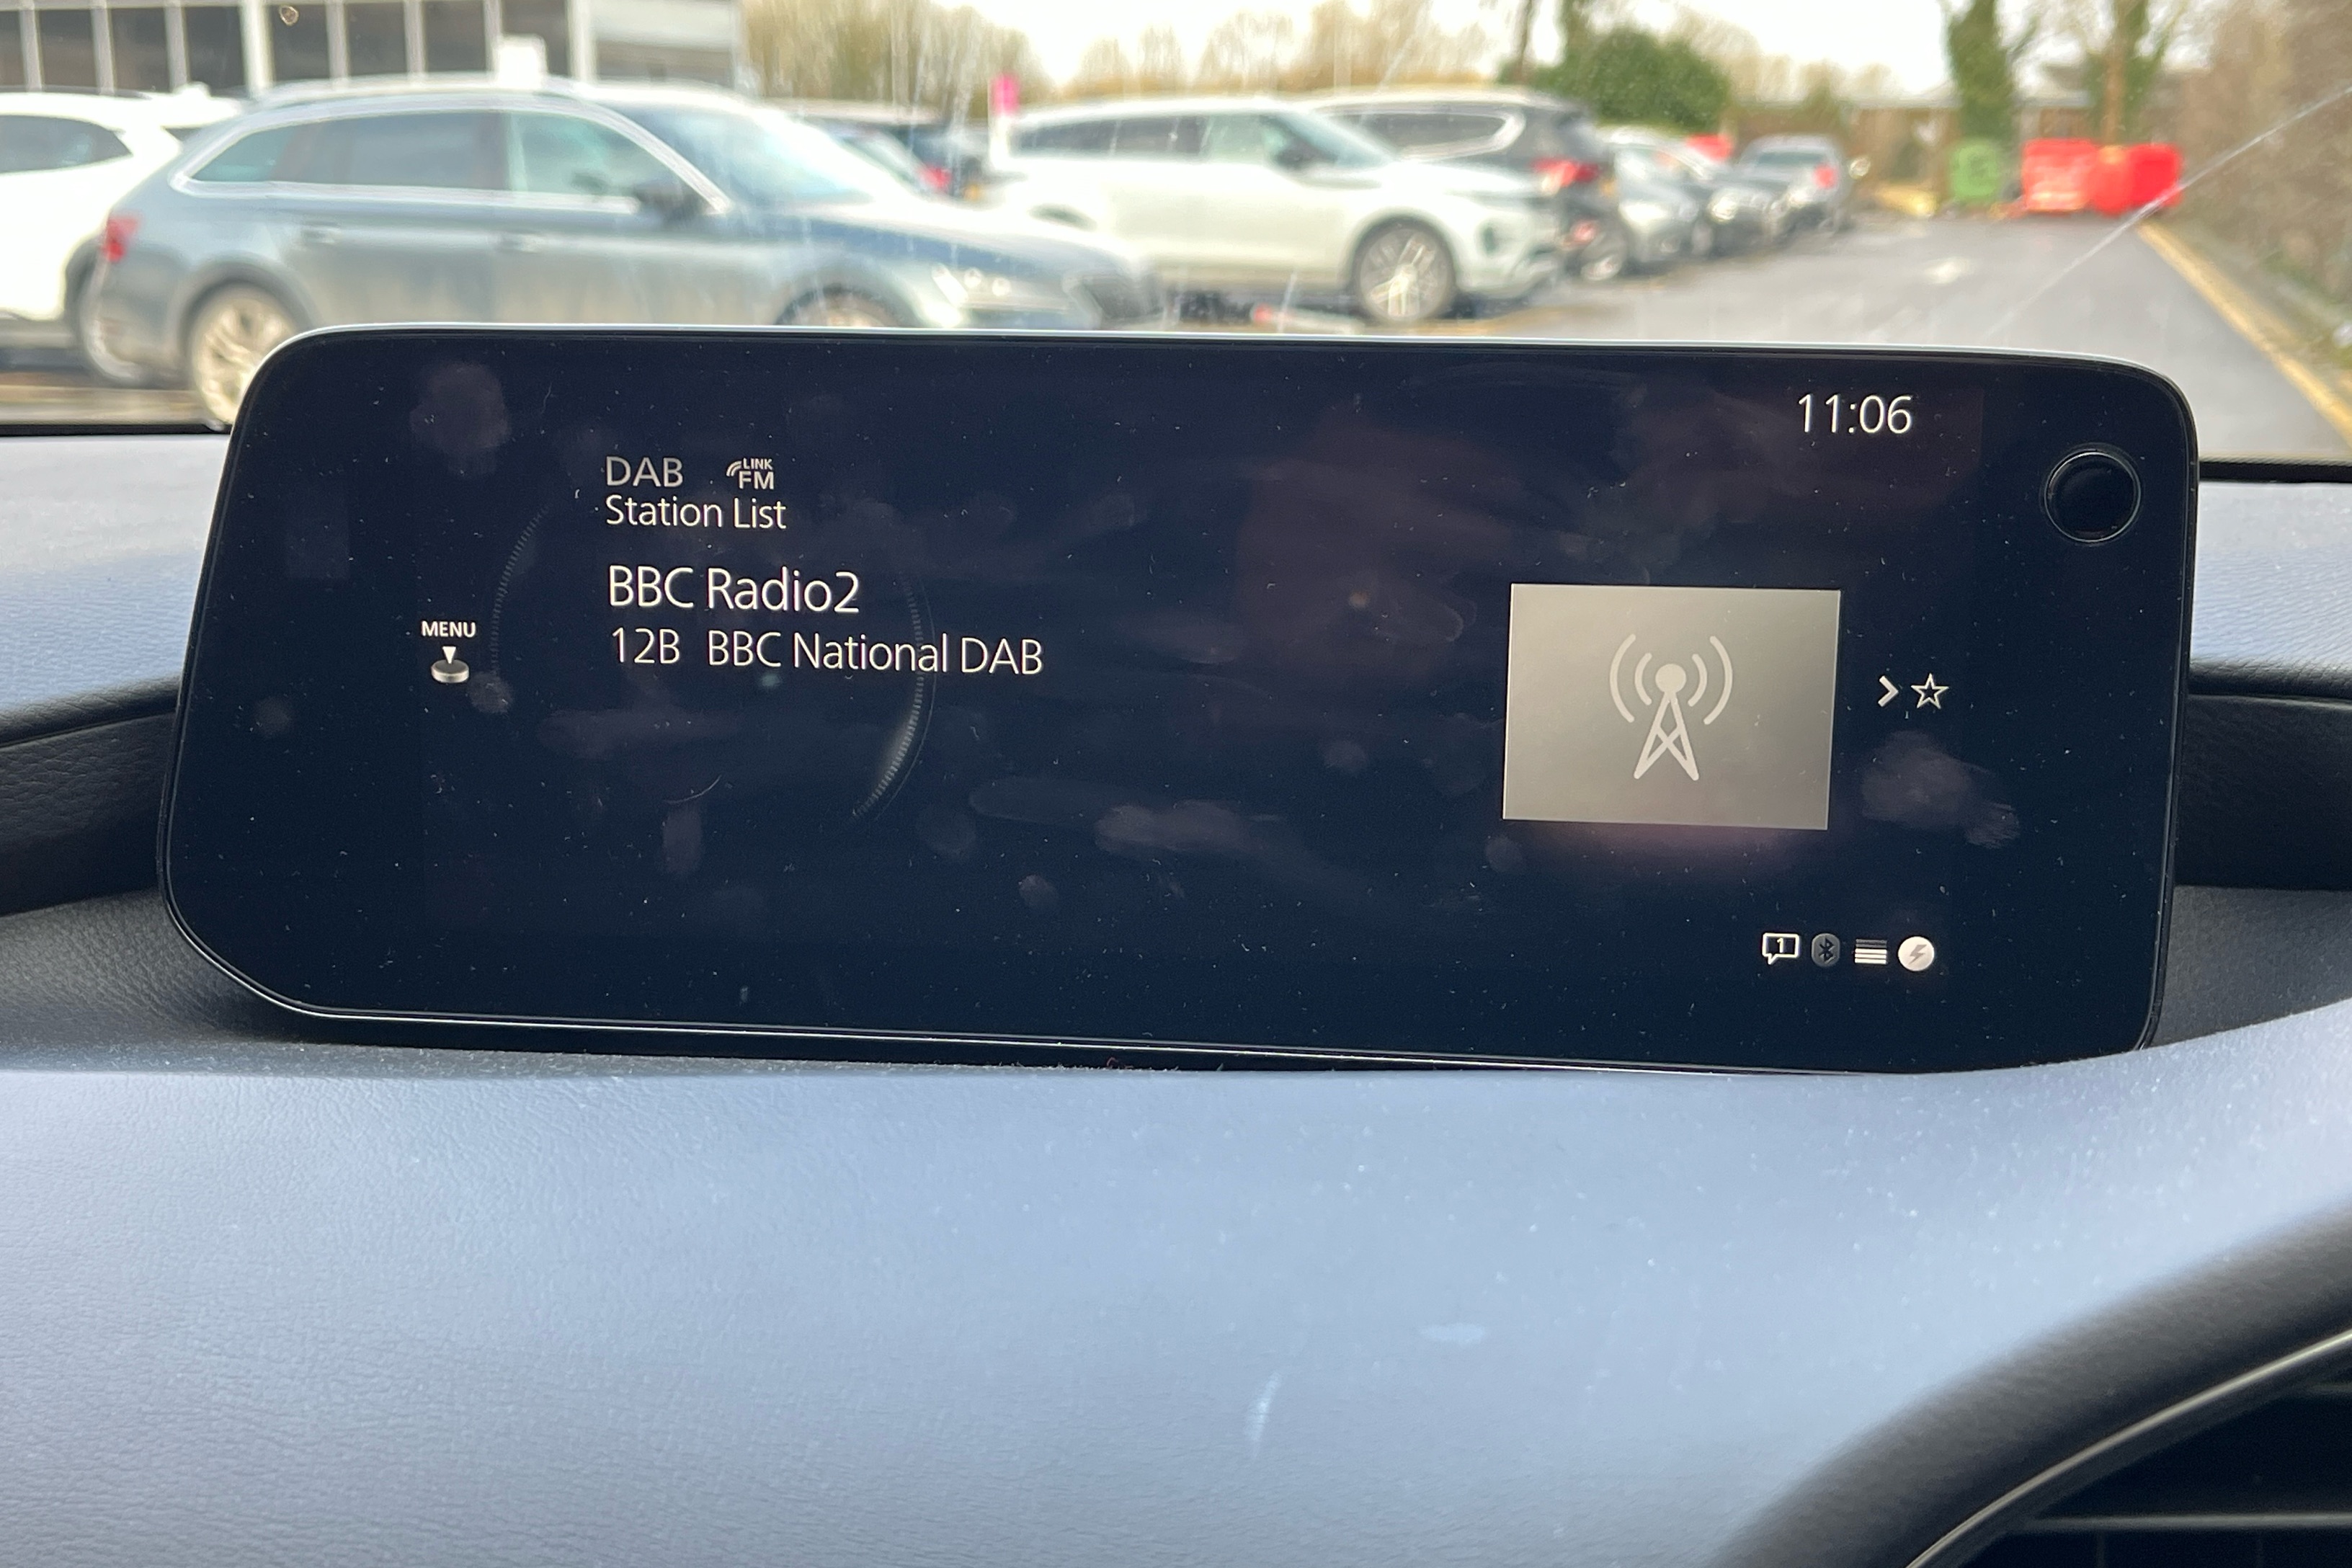 11:06
DAB LINK FM
Station List
BBC Radio2
MENU
12B BBC National DAB
1